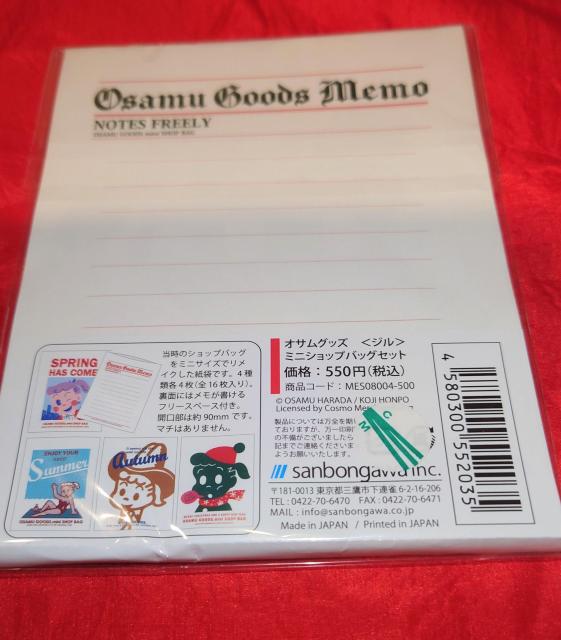 Osamu Goods Memo
NOTES FREELY
OSAMU GOODS mini SHOP BAG
SPRING
HAS COME
OSAMU GOODS mini SHOP BAG
当時のショップバッグ
をミニサイズでリメ
イクした紙袋です。4種
類各4枚(全16枚入り)。
裏面にはメモが書ける
フリースペース付き。
開口部は約90mmです。
マチはありません。
ENJOY YOUR
Summer
OSAMU GOODS mini SHOP BAG
Autumn
オサムグッズ <ジル>
ミニショップバッグセット
価格:550円(税込)
商品コード:MES08004-500
© OSAMU HARADA / KOJI HONPO
Licensed by Cosmo Me
製品については万全を期し
ておりますが、万一印刷
の不備がございましたら
記までご連絡くださいま
ようお願いいたします。
sanbongawa inc.
〒181-0013 東京都三鷹市下連雀 6-2-16-206
TEL : 0422-70-6470 FAX : 0422-70-6471
MAIL : info@sanbongawa.co.jp
Made in JAPAN / Printed in JAPAN
4 580300 552035